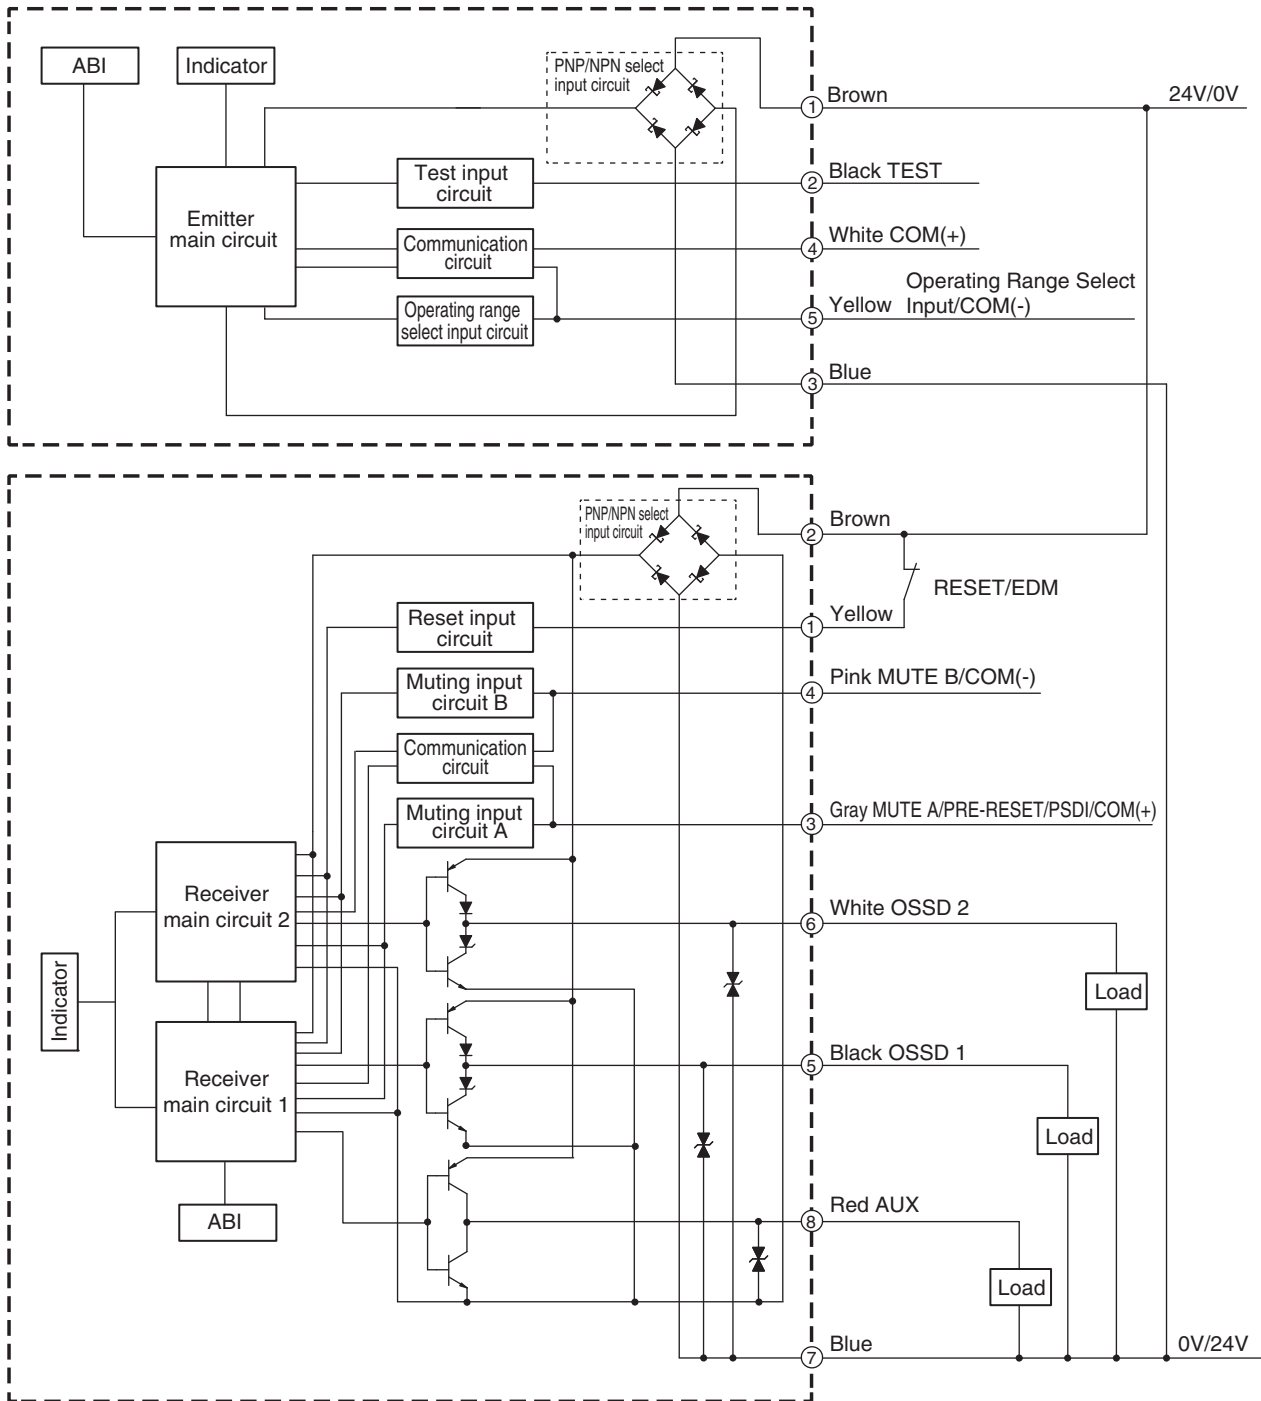 ABI
Indicator
PNP/NPN select
input circuit
1
Brown
24V/0V
Test input
circuit
2
Black TEST
Emitter
main circuit
Communication
circuit
4
White COM(+)
Operating range
select input circuit
5
Yellow
Operating Range Select
Input/COM(-)
3
Blue
PNP/NPN select
input circuit
2
Brown
RESET/EDM
Reset input
circuit
1
Yellow
Muting input
circuit B
4
Pink MUTE B/COM(-)
Communication
circuit
Muting input
circuit A
3
Gray MUTE A/PRE-RESET/PSDI/COM(+)
Receiver
main circuit 2
6
White OSSD 2
Load
Indicator
Receiver
main circuit 1
5
Black OSSD 1
Load
ABI
8
Red AUX
Load
7
Blue
0V/24V